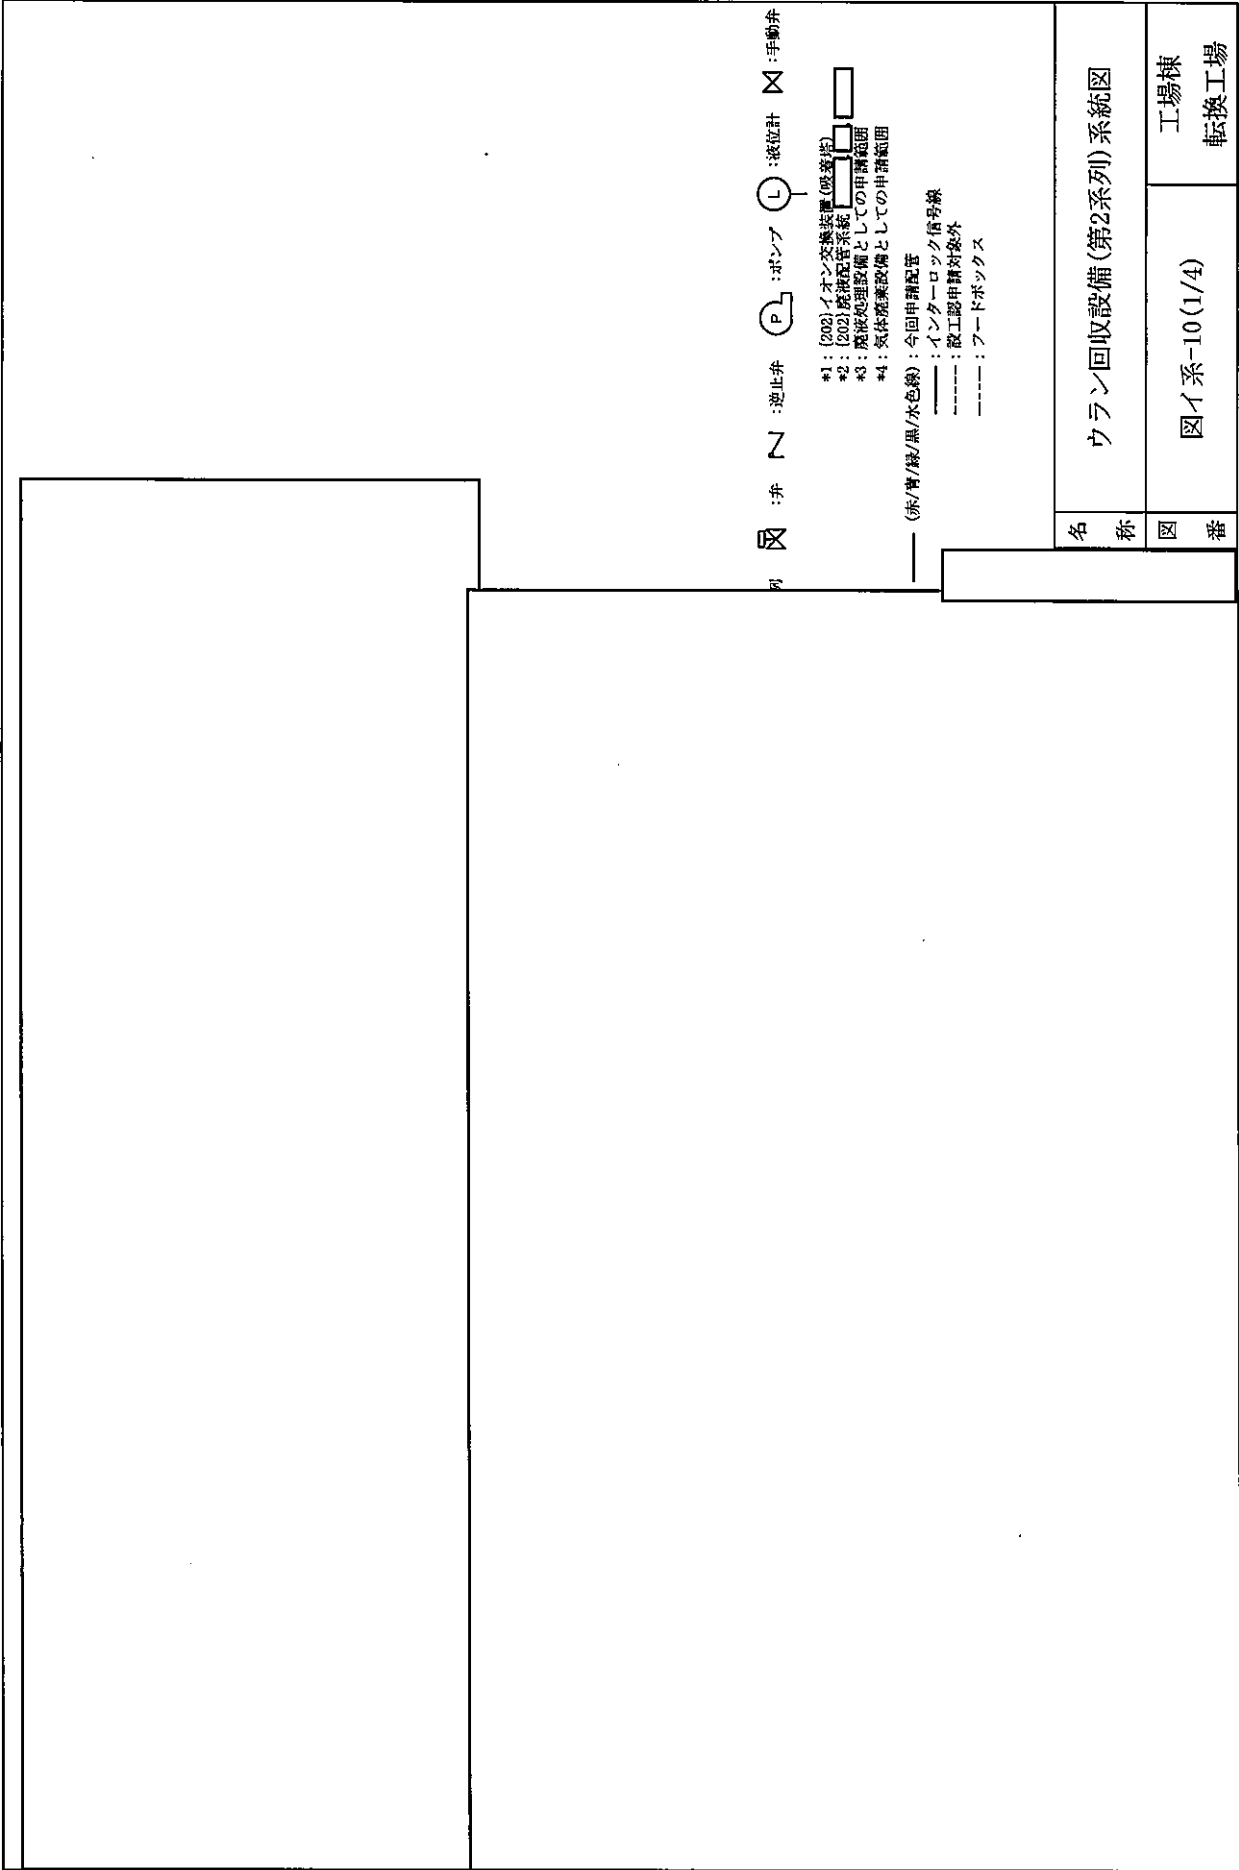 :弁 :逆止弁 P :ポンプ L :液位計 :手動弁
*1:{202}イオン交換装置(吸着塔)
*2:{202}廃液配管系統
*3:廃液処理設備としての申請範囲
*4:気体廃棄設備としての申請範囲
(赤/青/緑/黒/水色線):今回申請配管
:インターロック信号線
:設工認申請対象外
:フードボックス
名称 ウラン回収設備(第2系列)系統図
図番 図イ系-10(1/4) 工場棟
転換工場